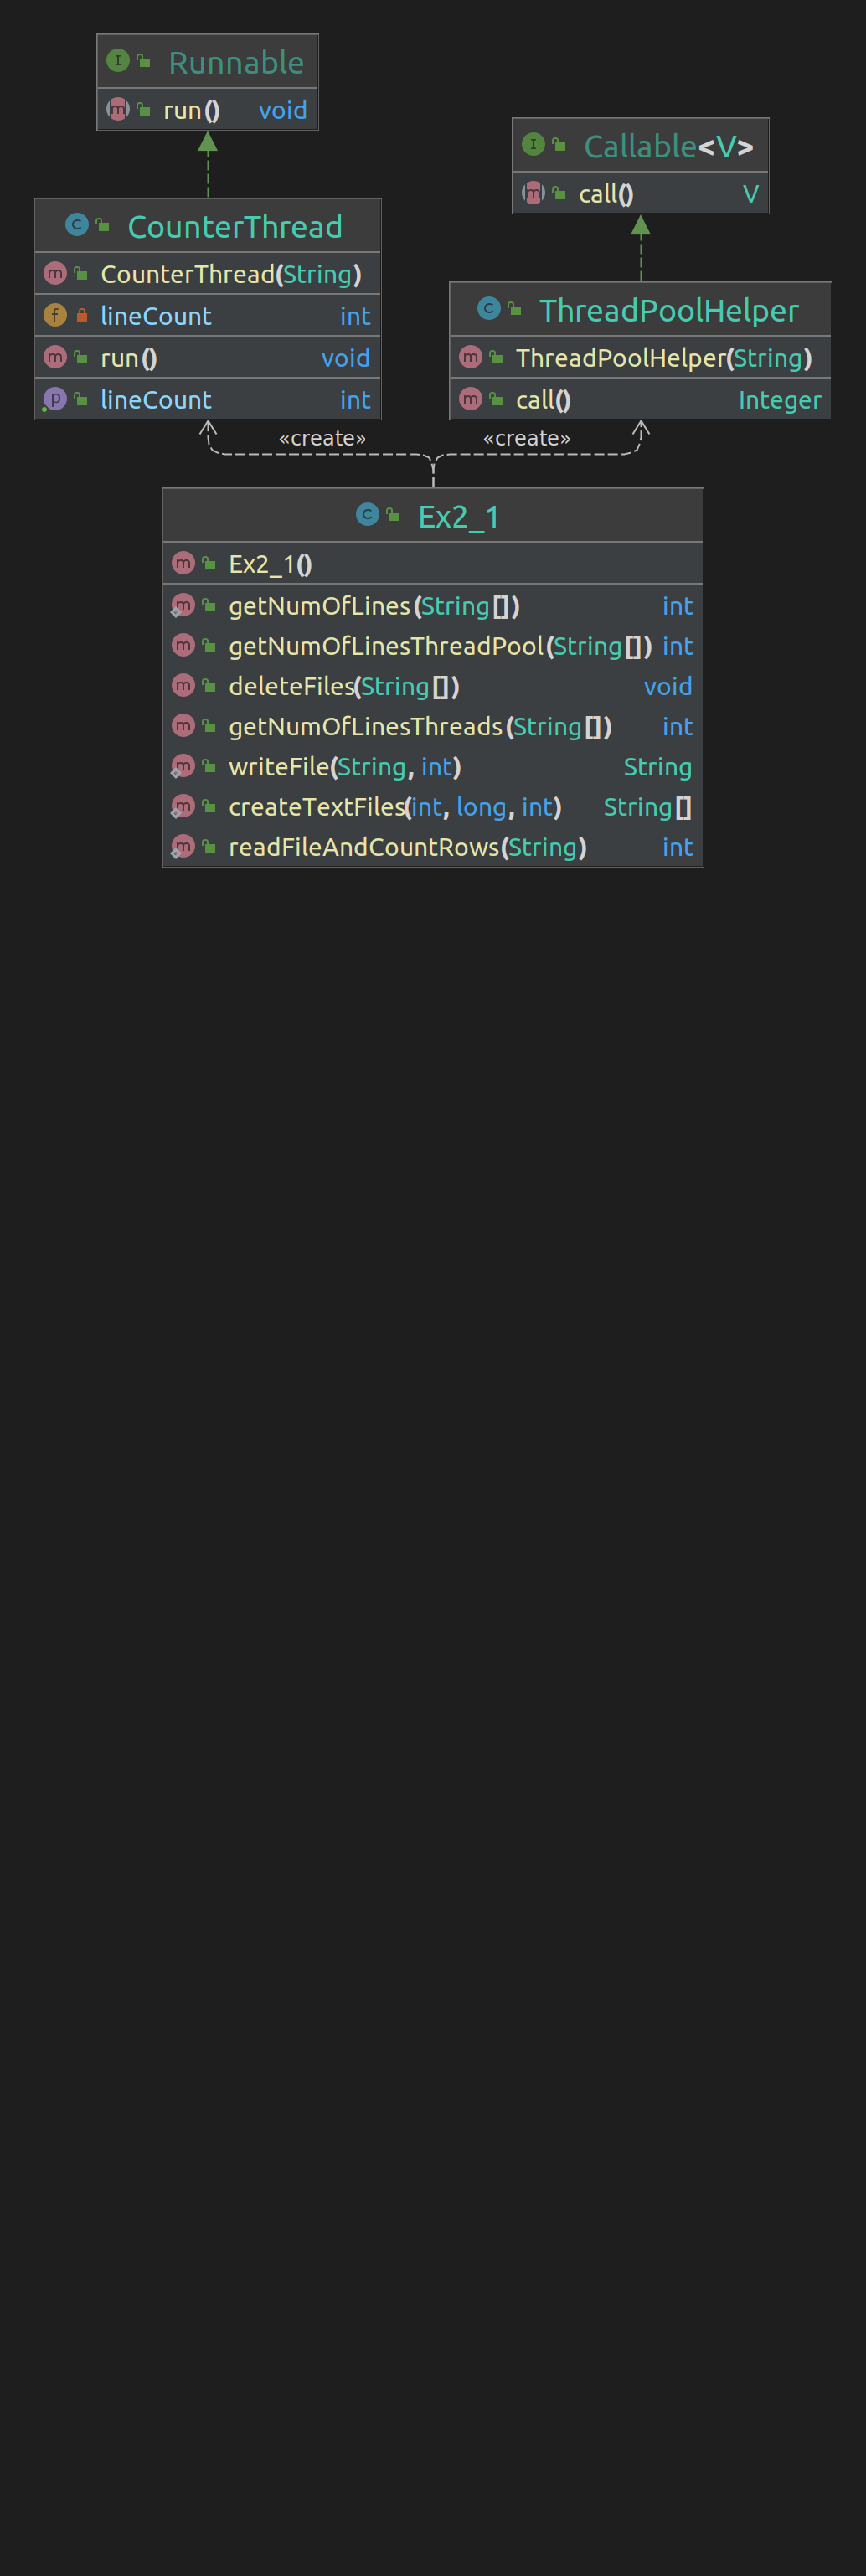 Runnable
run() void
Callable<V>
call() V
CounterThread
CounterThread(String)
lineCount int
run() void
lineCount int
ThreadPoolHelper
ThreadPoolHelper(String)
call() Integer
«create» «create»
Ex2_1
Ex2_1()
getNumOfLines(String[]) int
getNumOfLinesThreadPool(String[]) int
deleteFiles(String[]) void
getNumOfLinesThreads(String[]) int
writeFile(String, int) String
createTextFiles(int, long, int) String[]
readFileAndCountRows(String) int